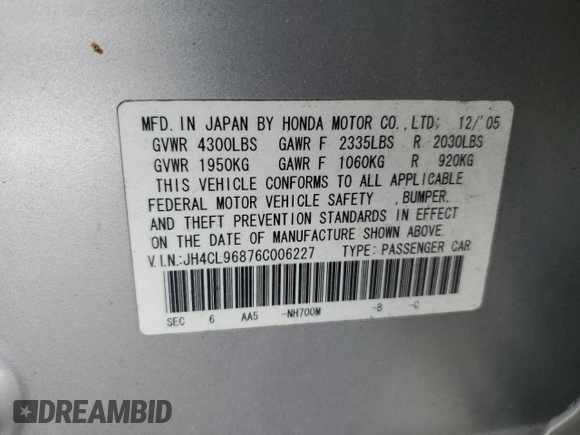 MFD. IN JAPAN BY HONDA MOTOR CO.,LTD; 12/'05
GVWR 4300LBS GAWR F 2335LBS R 2030LBS
GVWR 1950KG GAWR F 1060KG R 920KG
THIS VEHICLE CONFORMS TO ALL APPLICABLE
FEDERAL MOTOR VEHICLE SAFETY ,BUMPER,
AND THEFT PREVENTION STANDARDS IN EFFECT
ON THE DATE OF MANUFACTURE SHOWN ABOVE.
V.I.N.:JH4CL96876C006227 TYPE: PASSENGER CAR
SEC 6 AA5 -NH700M -B -C
DREAMBID